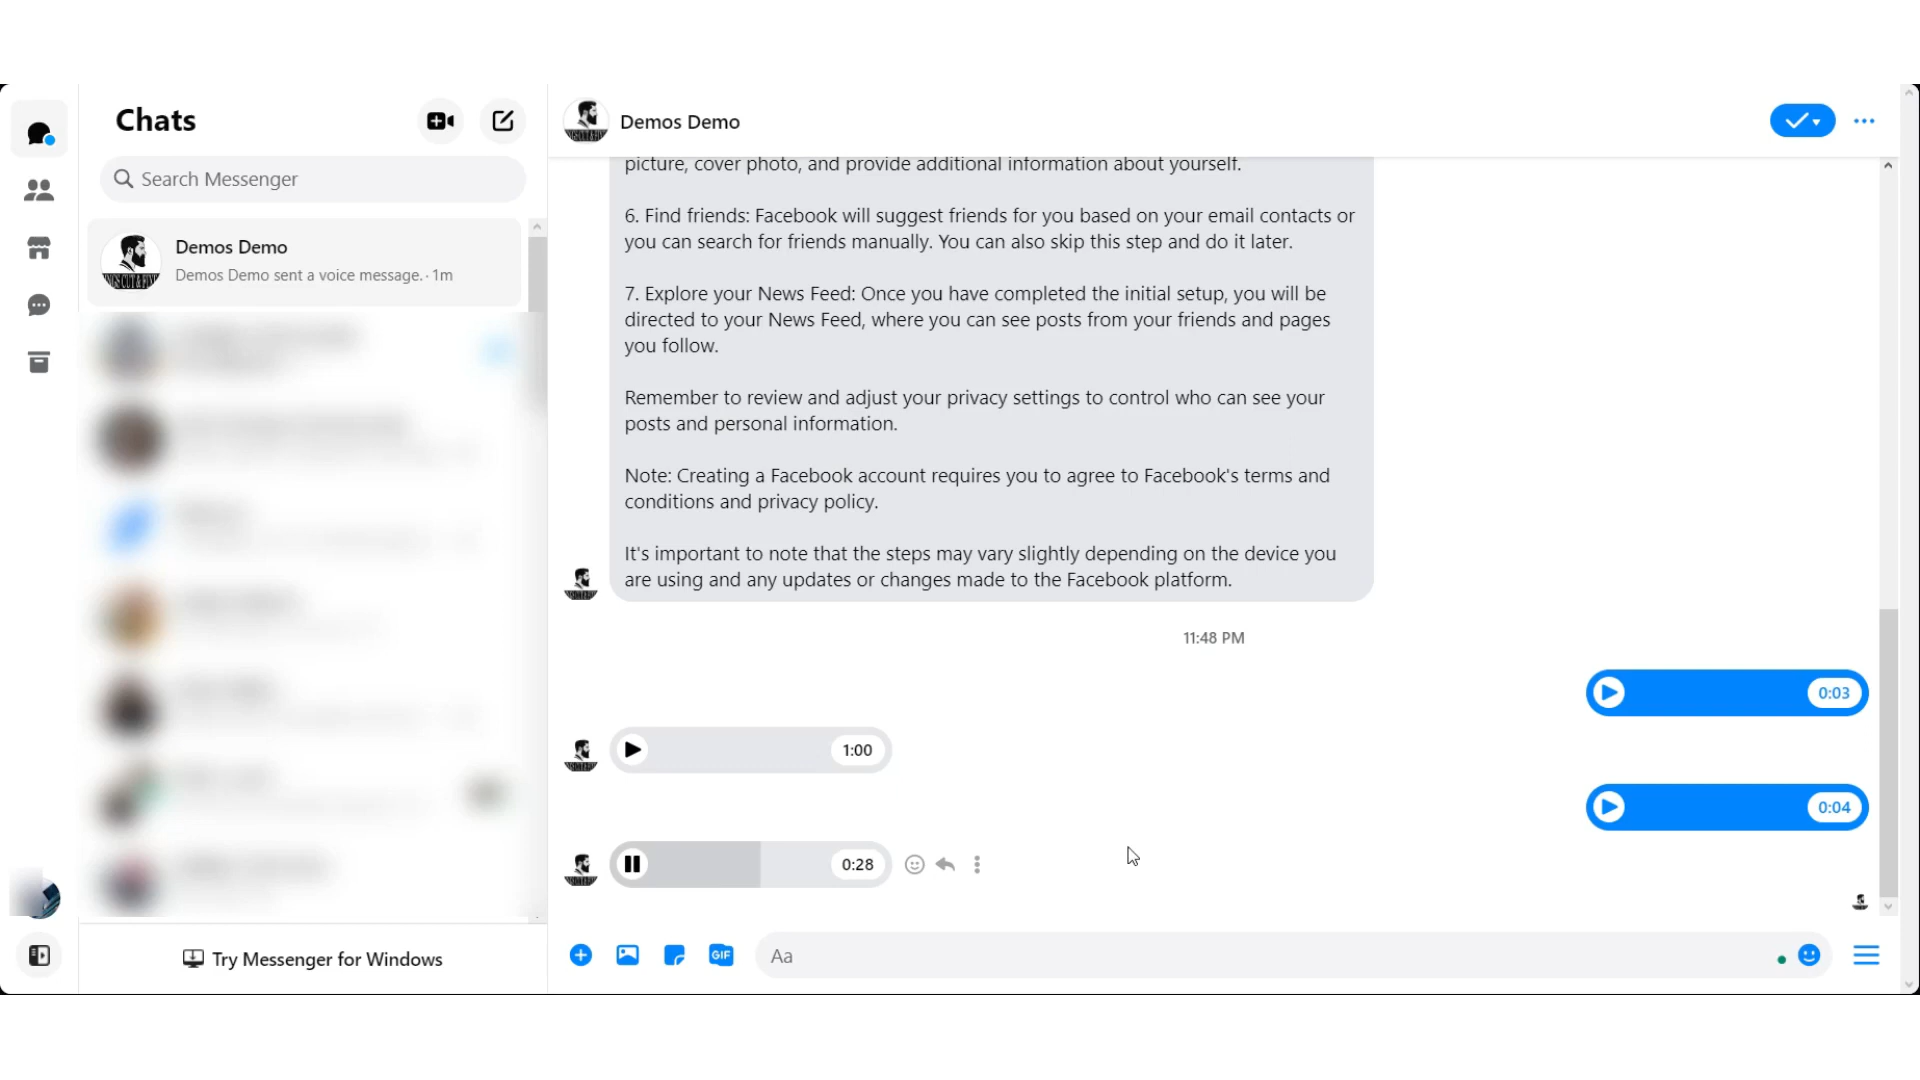 Chats
Search Messenger
Demos Demo
Demos Demo sent a voice message. · 1m
Try Messenger for Windows
Demos Demo
picture, cover photo, and provide additional information about yourself.
6. Find friends: Facebook will suggest friends for you based on your email contacts or
you can search for friends manually. You can also skip this step and do it later.
7. Explore your News Feed: Once you have completed the initial setup, you will be
directed to your News Feed, where you can see posts from your friends and pages
you follow.
Remember to review and adjust your privacy settings to control who can see your
posts and personal information.
Note: Creating a Facebook account requires you to agree to Facebook's terms and
conditions and privacy policy.
It's important to note that the steps may vary slightly depending on the device you
are using and any updates or changes made to the Facebook platform.
11:48 PM
0:03
1:00
0:04
0:28
GIF
Aa